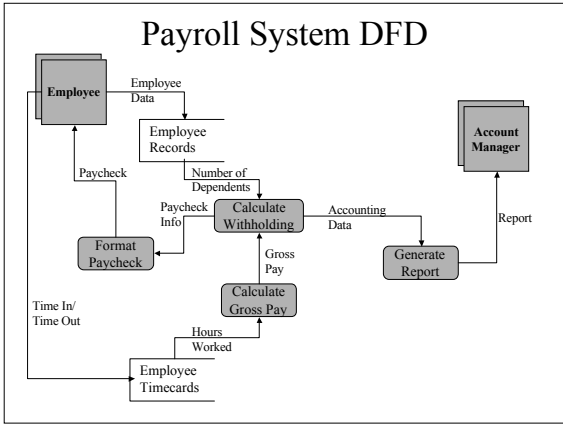 Payroll System DFD
Employee
Employee
Data
Employee
Records
Account
Manager
Number of
Dependents
Paycheck
Paycheck
Info
Calculate
Withholding
Accounting
Data
Report
Format
Paycheck
Gross
Pay
Generate
Report
Calculate
Gross Pay
Time In/
Time Out
Hours
Worked
Employee
Timecards